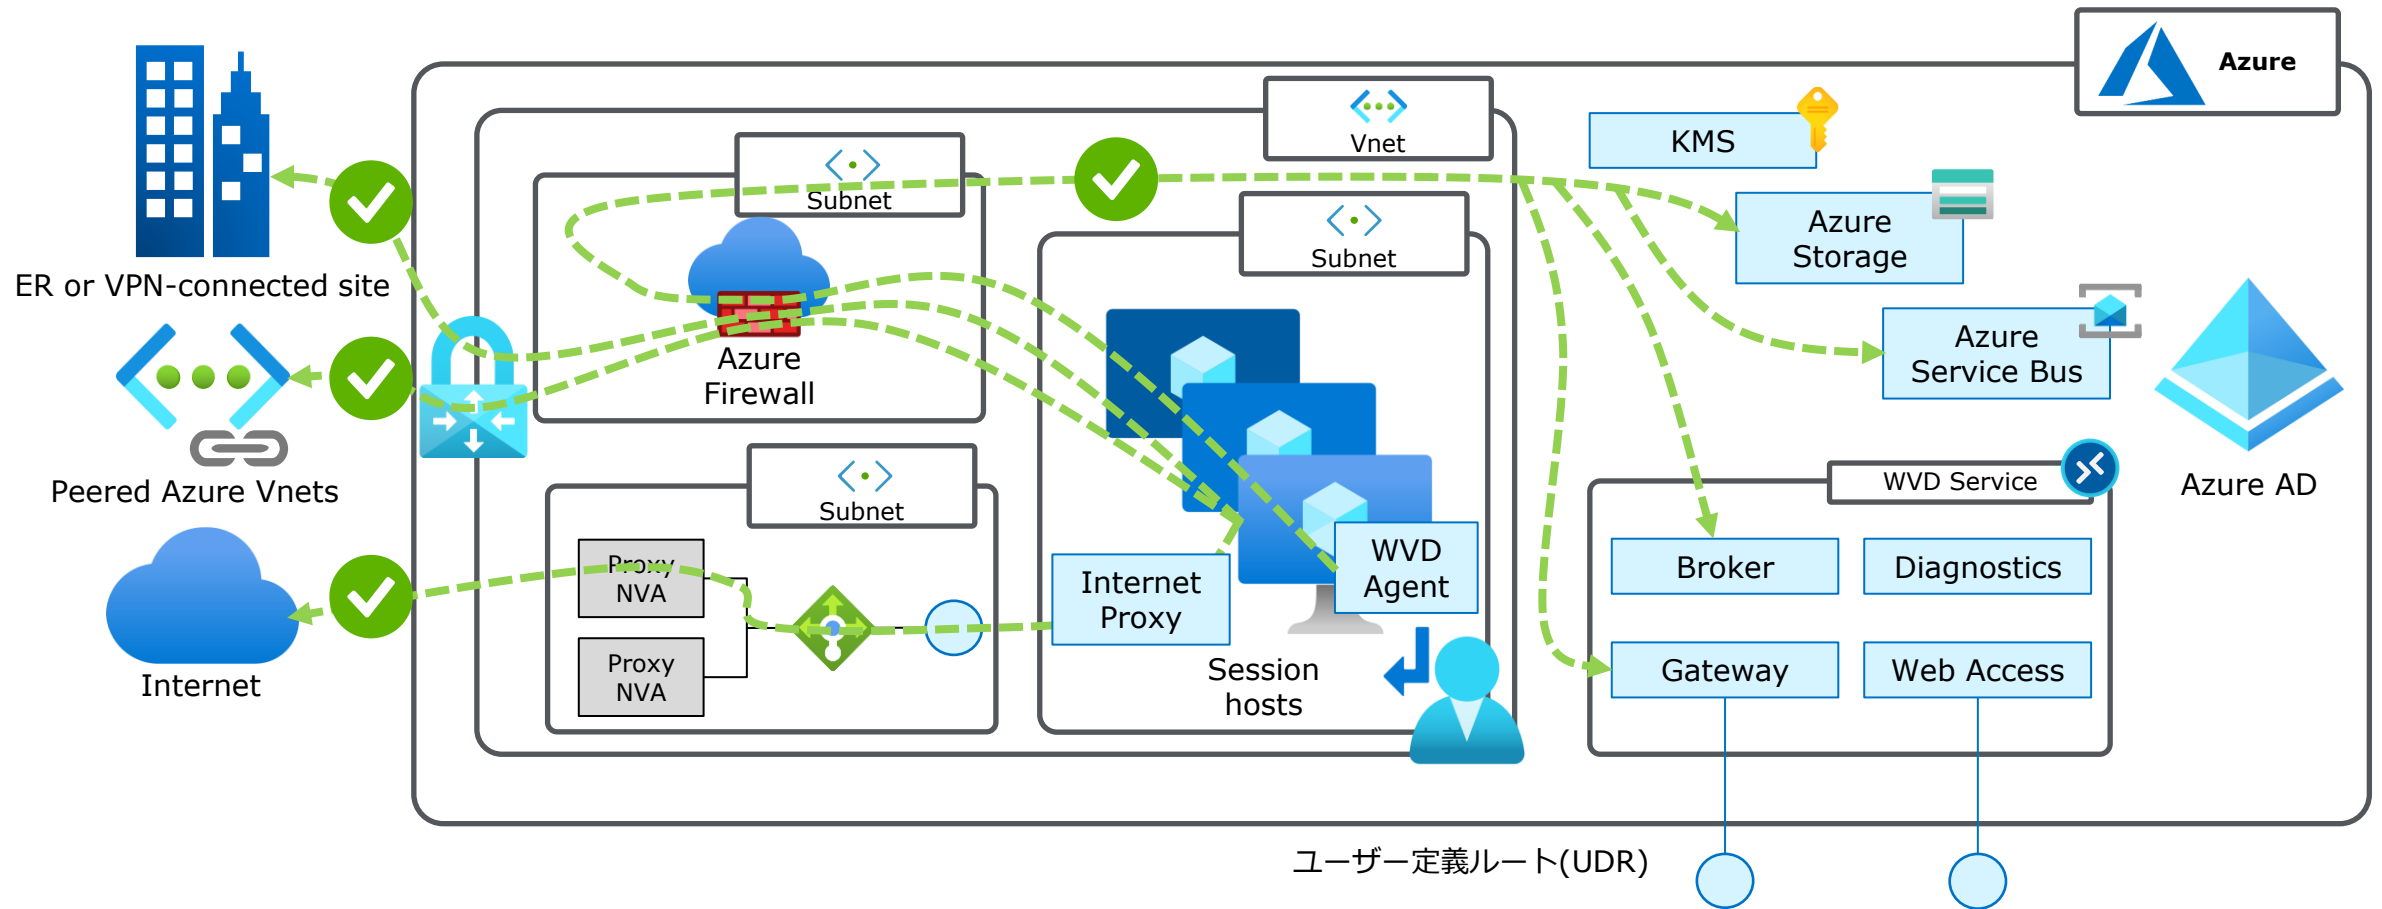 Azure
Vnet
KMS
Subnet
Subnet
Azure
Storage
ER or VPN-connected site
Azure
Firewall
Azure
Service Bus
Peered Azure Vnets
Subnet
WVD Service
Azure AD
Proxy
NVA
Internet
Proxy
WVD
Agent
Broker
Diagnostics
Internet
Proxy
NVA
Session
hosts
Gateway
Web Access
ユーザー定義ルート(UDR)